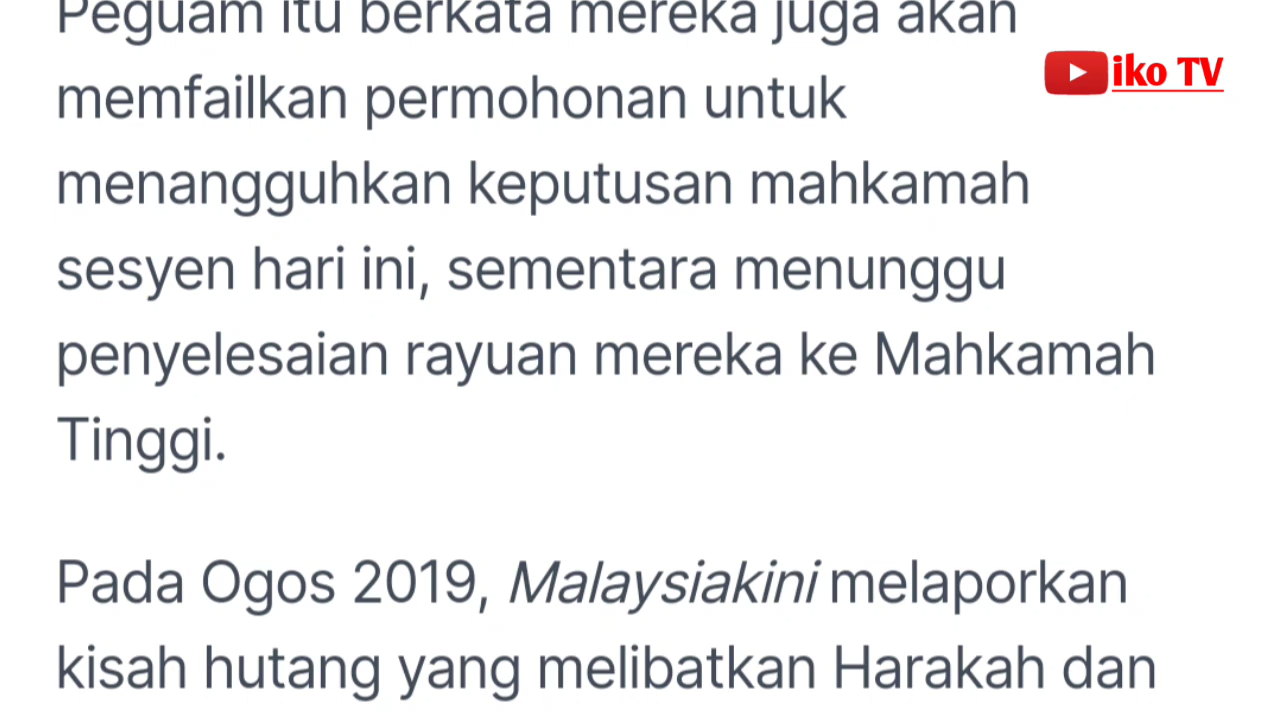 Peguam itu berkata mereka juga akan
iko TV
memfailkan permohonan untuk
menangguhkan keputusan mahkamah
sesyen hari ini, sementara menunggu
penyelesaian rayuan mereka ke Mahkamah
Tinggi.
Pada Ogos 2019, Malaysiakini melaporkan
kisah hutang yang melibatkan Harakah dan